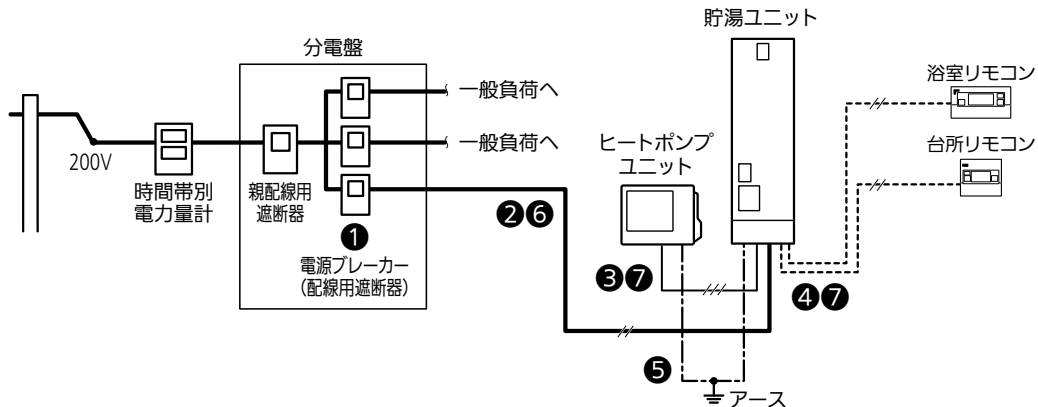 貯湯ユニット
分電盤
浴室リモコン
一般負荷へ
一般負荷へ
ヒートポンプ
ユニット
台所リモコン
200V
時間帯別
電力量計
親配線用
遮断器
❶
電源ブレーカー
(配線用遮断器)
❷❻
❸❼
❹❼
❺
アース